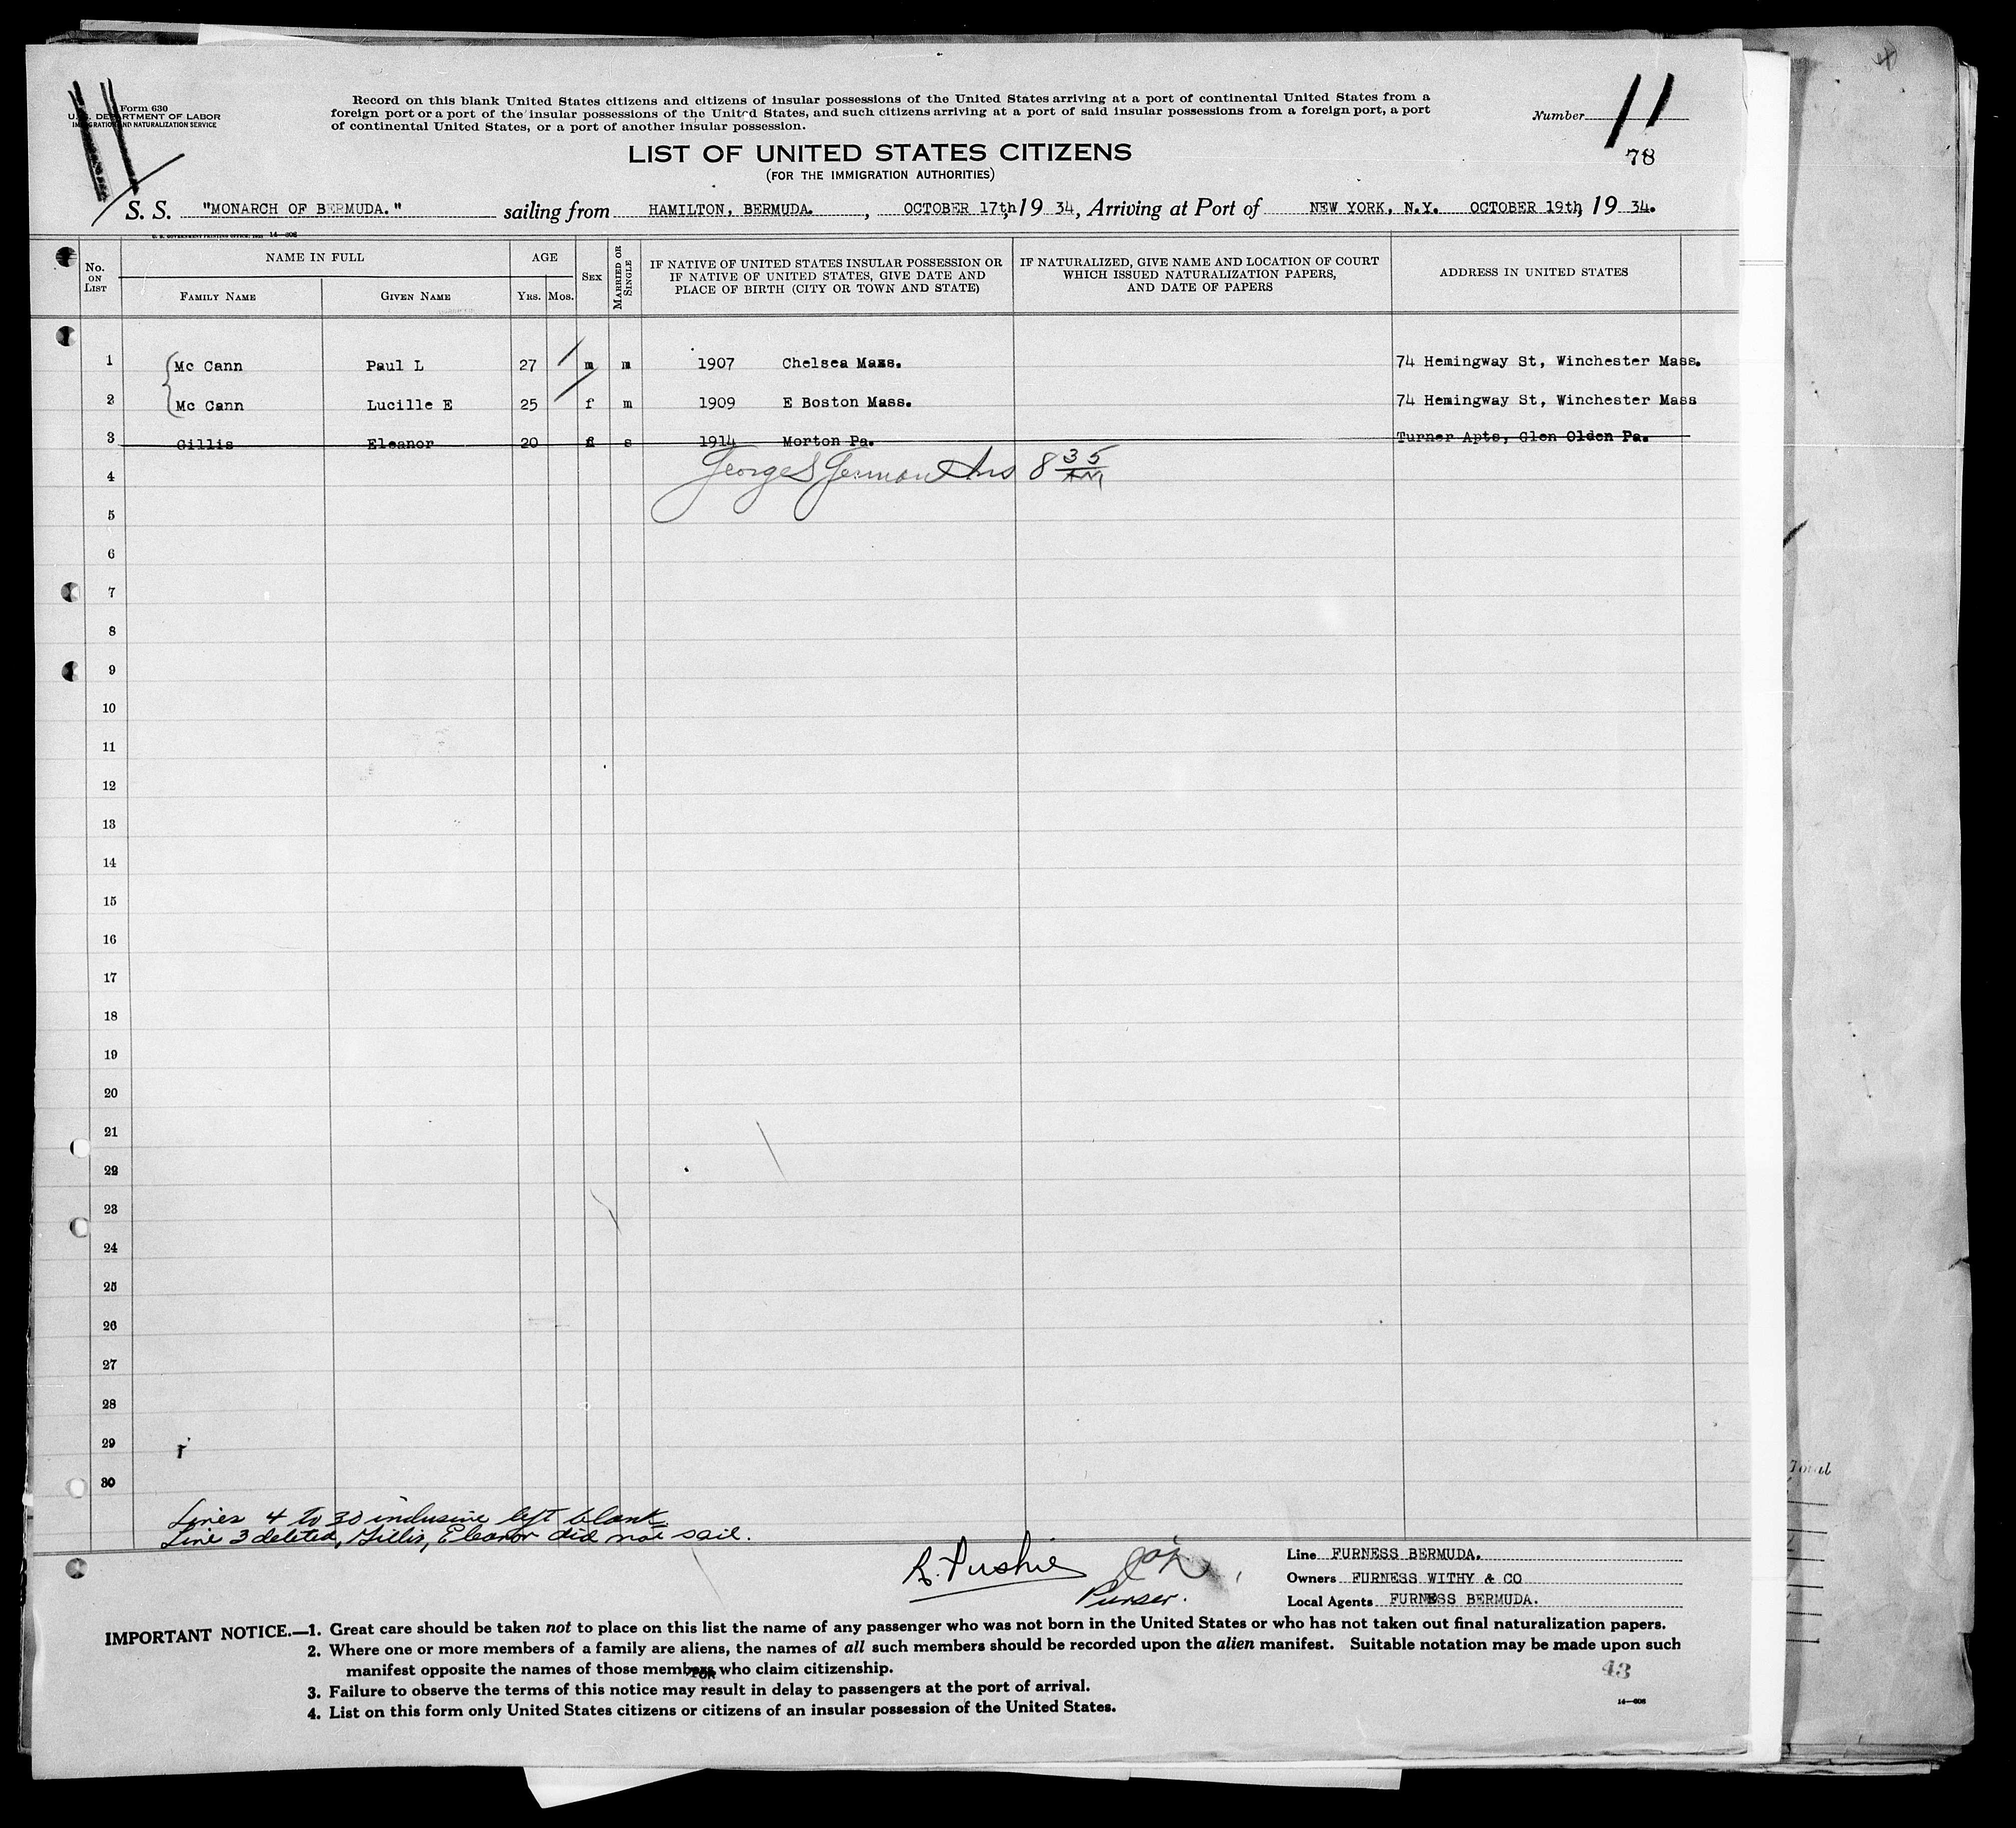 Form 630
U. S. DEPARTMENT OF LABOR
IMMIGRATION AND NATURALIZATION SERVICE
Record on this blank United States citizens and citizens of insular possessions of the United States arriving at a port of continental United States from a
foreign port or a port of the insular possessions of the United States, and such citizens arriving at a port of said insular possessions from a foreign port, a port
of continental United States, or a port of another insular possession.
Number 11
78
LIST OF UNITED STATES CITIZENS
(FOR THE IMMIGRATION AUTHORITIES)
S. S. "MONARCH OF BERMUDA." sailing from HAMILTON, BERMUDA. , OCTOBER 17th, 19 34, Arriving at Port of NEW YORK, N.Y. OCTOBER 19th, 19 34.
No. ON LIST
NAME IN FULL
FAMILY NAME
GIVEN NAME
AGE
YRS. MOS.
SEX
MARRIED OR SINGLE
IF NATIVE OF UNITED STATES INSULAR POSSESSION OR
IF NATIVE OF UNITED STATES, GIVE DATE AND
PLACE OF BIRTH (CITY OR TOWN AND STATE)
IF NATURALIZED, GIVE NAME AND LOCATION OF COURT
WHICH ISSUED NATURALIZATION PAPERS,
AND DATE OF PAPERS
ADDRESS IN UNITED STATES
1 Mc Cann Paul L 27 m m 1907 Chelsea Mass. 74 Hemingway St, Winchester Mass.
2 Mc Cann Lucille E 25 f m 1909 E Boston Mass. 74 Hemingway St, Winchester Mass
3 Gillis Eleanor 20 f s 1914 Morton Pa. Turner Apts, Glen Olden Pa.
4 George S German Ins 8 35 AM
5
6
7
8
9
10
11
12
13
14
15
16
17
18
19
20
21
22
23
24
25
26
27
28
29
30
Lines 4 to 30 inclusive left blank.
Line 3 deleted, Gillis, Eleanor did not sail.
Purser.
Line FURNESS BERMUDA.
Owners FURNESS WITHY & CO
Local Agents FURNESS BERMUDA.
IMPORTANT NOTICE.—1. Great care should be taken not to place on this list the name of any passenger who was not born in the United States or who has not taken out final naturalization papers.
2. Where one or more members of a family are aliens, the names of all such members should be recorded upon the alien manifest. Suitable notation may be made upon such
manifest opposite the names of those members who claim citizenship.
3. Failure to observe the terms of this notice may result in delay to passengers at the port of arrival.
4. List on this form only United States citizens or citizens of an insular possession of the United States.
43
14—606
Total